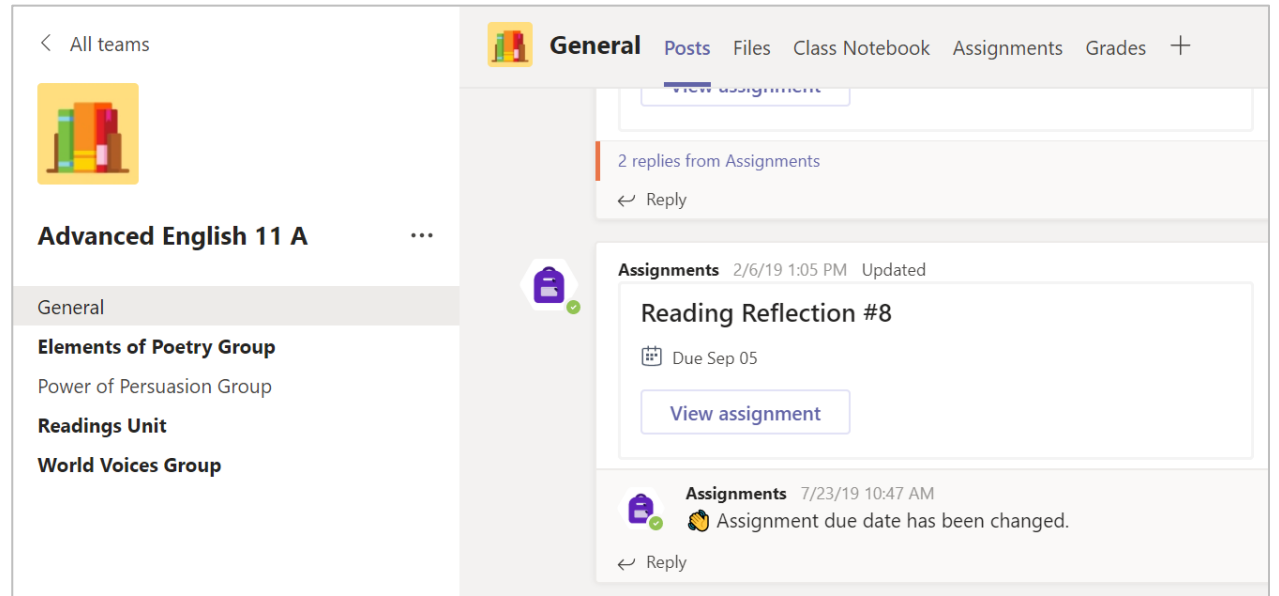 All teams
Advanced English 11 A
General
Elements of Poetry Group
Power of Persuasion Group
Readings Unit
World Voices Group
General Posts Files Class Notebook Assignments Grades
View assignment
2 replies from Assignments
Reply
Assignments 2/6/19 1:05 PM Updated
Reading Reflection #8
Due Sep 05
View assignment
Assignments 7/23/19 10:47 AM
👏 Assignment due date has been changed.
Reply